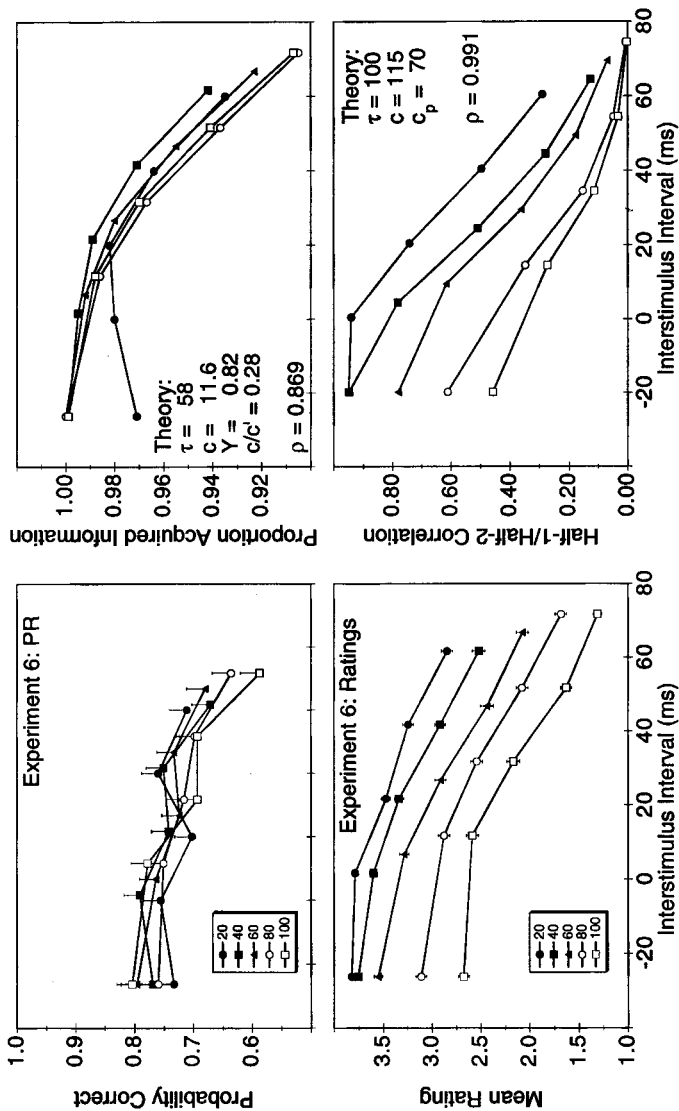 Experiment 6: PR
Probability Correct
1.0
0.9
0.8
0.7
0.6
20
40
60
80
100
Proportion Acquired Information
1.00
0.98
0.96
0.94
0.92
Theory:
τ = 58
c = 11.6
Y = 0.82
c/c' = 0.28
ρ = 0.869
Experiment 6: Ratings
Mean Rating
3.5
3.0
2.5
2.0
1.5
1.0
20
40
60
80
100
-20 0 20 40 60 80
Interstimulus Interval (ms)
Half-1/Half-2 Correlation
0.80
0.60
0.40
0.20
0.00
Theory:
τ = 100
c = 115
cp = 70
ρ = 0.991
-20 0 20 40 60 80
Interstimulus Interval (ms)